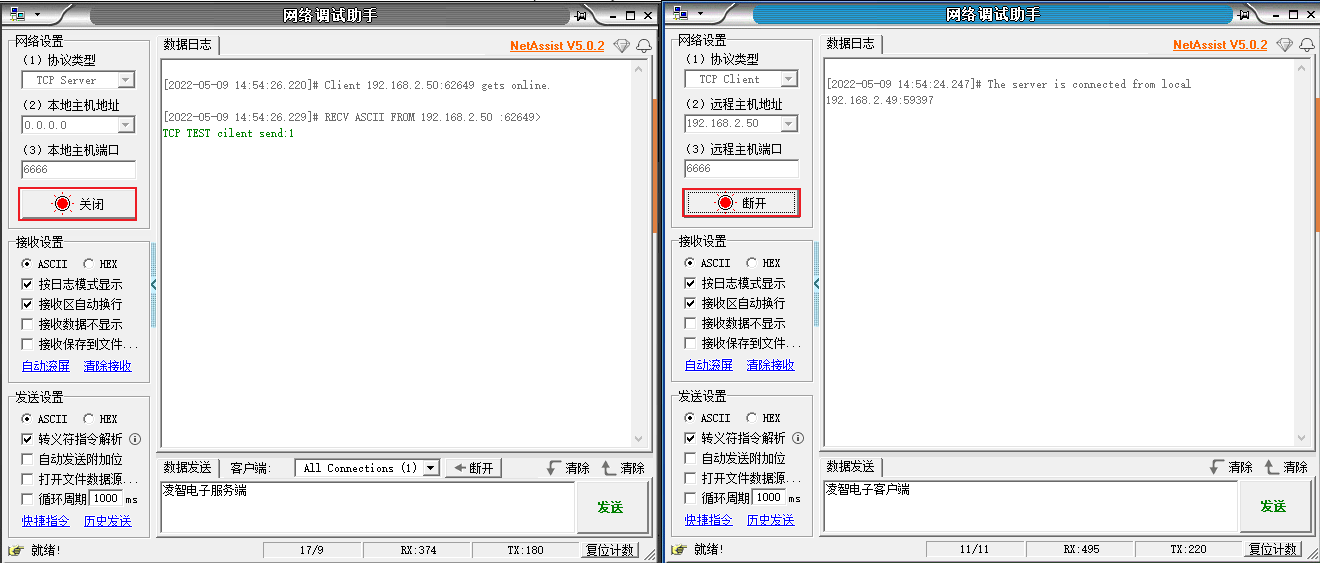 网络调试助手
网络设置
(1) 协议类型
TCP Server
(2) 本地主机地址
0.0.0.0
(3) 本地主机端口
6666
关闭
接收设置
ASCII HEX
按日志模式显示
接收区自动换行
接收数据不显示
接收保存到文件...
自动滚屏 清除接收
发送设置
ASCII HEX
转义符指令解析
自动发送附加位
打开文件数据源...
循环周期 1000 ms
快捷指令 历史发送
数据日志
NetAssist V5.0.2
[2022-05-09 14:54:26.220]# Client 192.168.2.50:62649 gets online.
[2022-05-09 14:54:26.229]# RECV ASCII FROM 192.168.2.50 :62649>
TCP TEST cilent send:1
数据发送 客户端: All Connections (1) 断开 清除 清除
凌智电子服务端
发送
就绪! 17/9 RX:374 TX:180 复位计数
网络调试助手
网络设置
(1) 协议类型
TCP Client
(2) 远程主机地址
192.168.2.50
(3) 远程主机端口
6666
断开
接收设置
ASCII HEX
按日志模式显示
接收区自动换行
接收数据不显示
接收保存到文件...
自动滚屏 清除接收
发送设置
ASCII HEX
转义符指令解析
自动发送附加位
打开文件数据源...
循环周期 1000 ms
快捷指令 历史发送
数据日志
NetAssist V5.0.2
[2022-05-09 14:54:24.247]# The server is connected from local
192.168.2.49:59397
数据发送 清除 清除
凌智电子客户端
发送
就绪! 11/11 RX:495 TX:220 复位计数